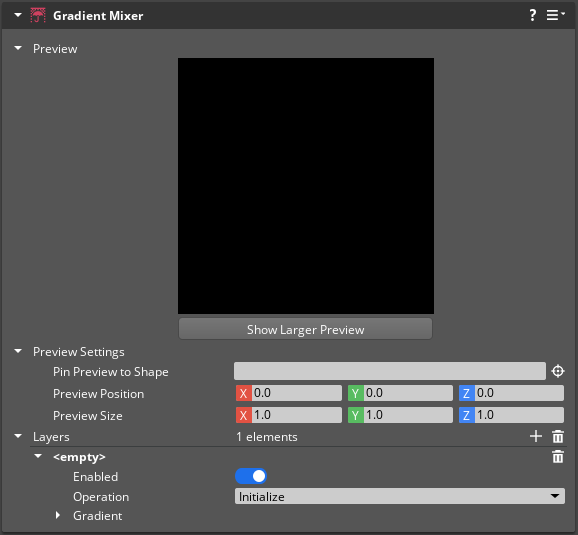 Gradient Mixer ?
Preview
Show Larger Preview
Preview Settings
Pin Preview to Shape
Preview Position X 0.0 Y 0.0 Z 0.0
Preview Size X 1.0 Y 1.0 Z 1.0
Layers 1 elements
<empty>
Enabled
Operation Initialize
Gradient